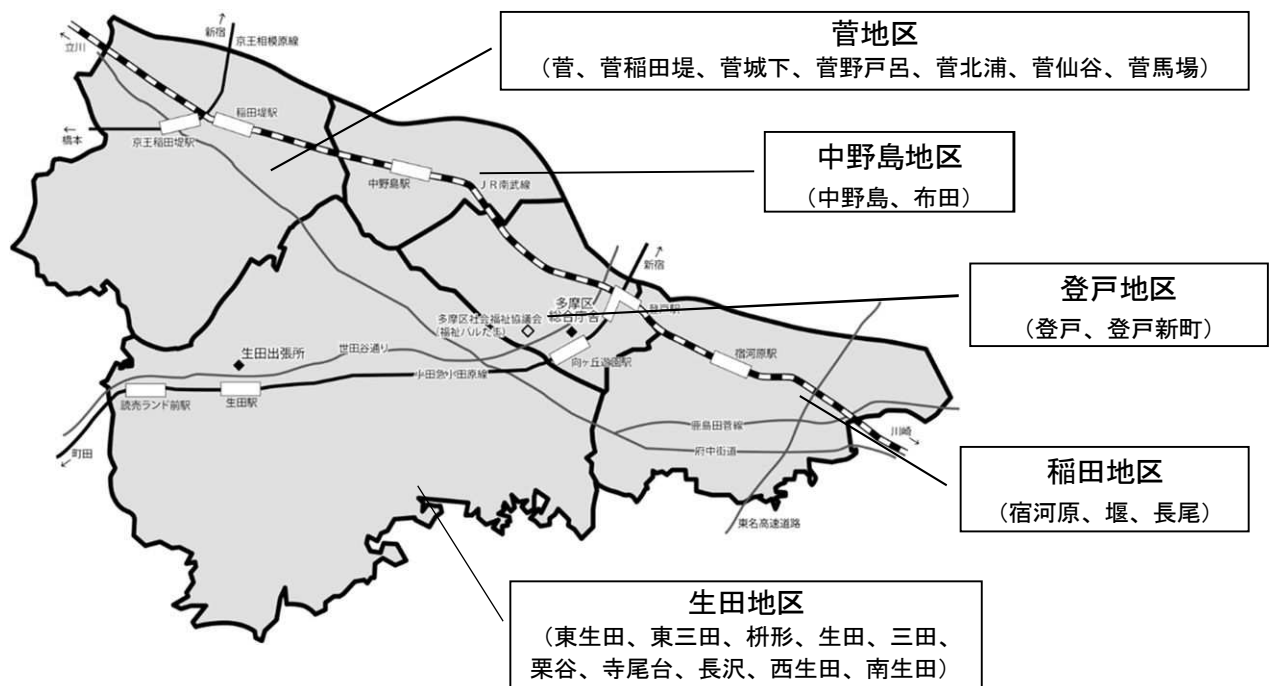 菅地区
（菅、菅稲田堤、菅城下、菅野戸呂、菅北浦、菅仙谷、菅馬場）
中野島地区
（中野島、布田）
登戸地区
（登戸、登戸新町）
稲田地区
（宿河原、堰、長尾）
生田地区
（東生田、東三田、枡形、生田、三田、
栗谷、寺尾台、長沢、西生田、南生田）
↑
新宿
京王相模原線
←
立川
稲田堤駅
←
橋本
京王稲田堤駅
中野島駅
JR南武線
↑
新宿
多摩区
総合庁舎
登戸駅
多摩区社会福祉協議会
（福祉パルたま）
向ヶ丘遊園駅
宿河原駅
生田出張所
世田谷通り
小田急小田原線
読売ランド前駅
生田駅
町田
←
鹿島田菅線
府中街道
川崎
→
東名高速道路